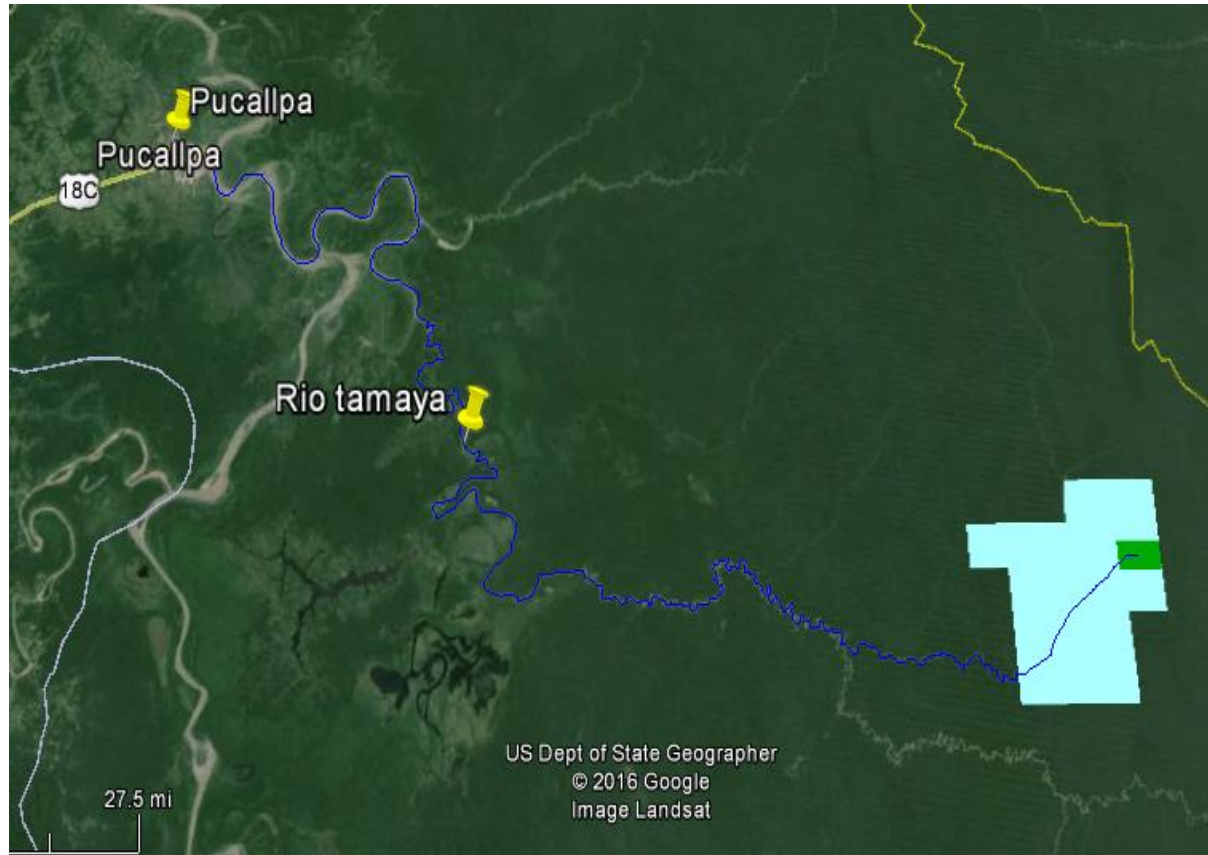 Pucallpa
Pucallpa
18C
Rio tamaya
US Dept of State Geographer
© 2016 Google
Image Landsat
27.5 mi